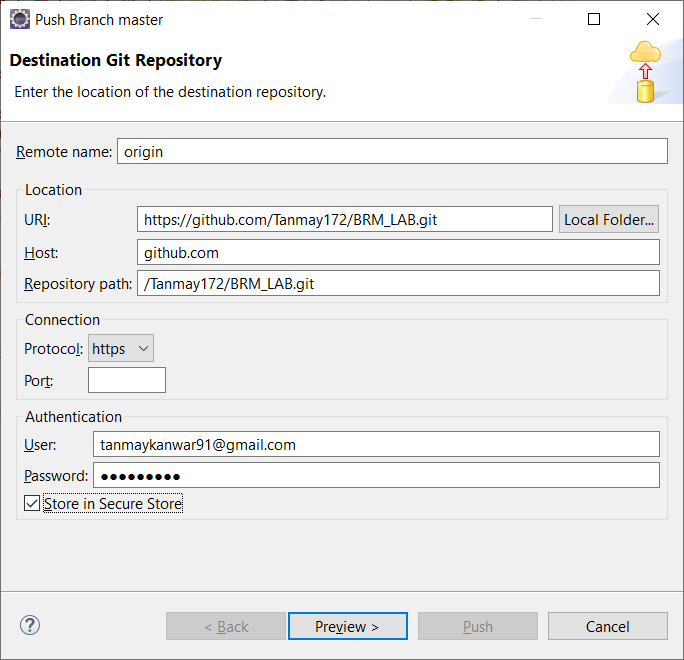 Push Branch master
Destination Git Repository
Enter the location of the destination repository.
Remote name: origin
Location
URI: https://github.com/Tanmay172/BRM_LAB.git Local Folder...
Host: github.com
Repository path: /Tanmay172/BRM_LAB.git
Connection
Protocol: https
Port:
Authentication
User: tanmaykanwar91@gmail.com
Password: ●●●●●●●●●
Store in Secure Store
? < Back Preview > Push Cancel